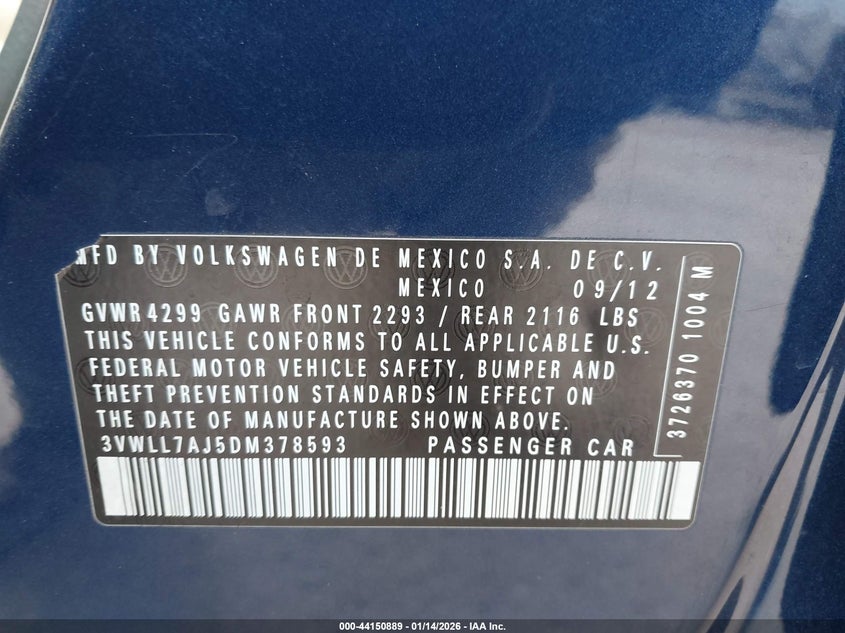 MFD BY VOLKSWAGEN DE MEXICO S.A. DE C.V.
MEXICO 09/12
GVWR 4299 GAWR FRONT 2293 / REAR 2116 LBS
THIS VEHICLE CONFORMS TO ALL APPLICABLE U.S.
FEDERAL MOTOR VEHICLE SAFETY, BUMPER AND
THEFT PREVENTION STANDARDS IN EFFECT ON
THE DATE OF MANUFACTURE SHOWN ABOVE.
3VWLL7AJ5DM378593 PASSENGER CAR
3726370 1004 M
000-44150889 - 01/14/2026 - IAA Inc.